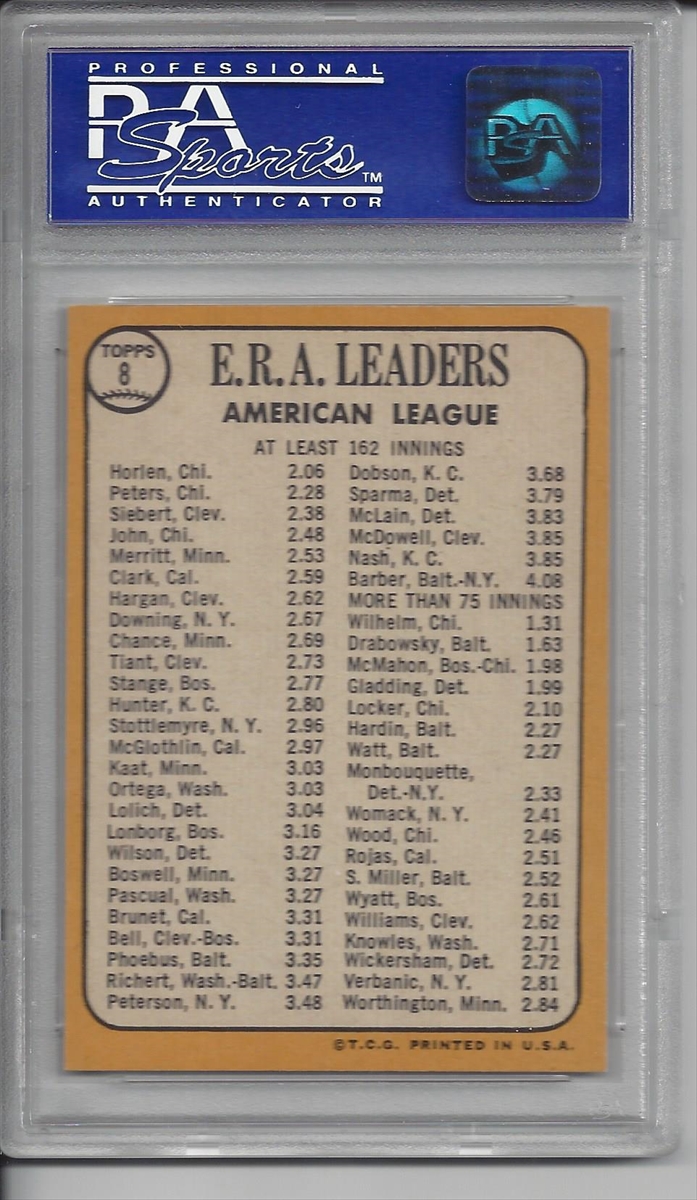 PROFESSIONAL
PSA
Sports™
AUTHENTICATOR
PSA
TOPPS
8
E.R.A. LEADERS
AMERICAN LEAGUE
AT LEAST 162 INNINGS
Horlen, Chi. 2.06
Peters, Chi. 2.28
Siebert, Clev. 2.38
John, Chi. 2.48
Merritt, Minn. 2.53
Clark, Cal. 2.59
Hargan, Clev. 2.62
Downing, N. Y. 2.67
Chance, Minn. 2.69
Tiant, Clev. 2.73
Stange, Bos. 2.77
Hunter, K. C. 2.80
Stottlemyre, N. Y. 2.96
McGlothlin, Cal. 2.97
Kaat, Minn. 3.03
Ortega, Wash. 3.03
Lolich, Det. 3.04
Lonborg, Bos. 3.16
Wilson, Det. 3.27
Boswell, Minn. 3.27
Pascual, Wash. 3.27
Brunet, Cal. 3.31
Bell, Clev.-Bos. 3.31
Phoebus, Balt. 3.35
Richert, Wash.-Balt. 3.47
Peterson, N. Y. 3.48
Dobson, K. C. 3.68
Sparma, Det. 3.79
McLain, Det. 3.83
McDowell, Clev. 3.85
Nash, K. C. 3.85
Barber, Balt.-N.Y. 4.08
MORE THAN 75 INNINGS
Wilhelm, Chi. 1.31
Drabowsky, Balt. 1.63
McMahon, Bos.-Chi. 1.98
Gladding, Det. 1.99
Locker, Chi. 2.10
Hardin, Balt. 2.27
Watt, Balt. 2.27
Monbouquette,
Det.-N.Y. 2.33
Womack, N. Y. 2.41
Wood, Chi. 2.46
Rojas, Cal. 2.51
S. Miller, Balt. 2.52
Wyatt, Bos. 2.61
Williams, Clev. 2.62
Knowles, Wash. 2.71
Wickersham, Det. 2.72
Verbanic, N. Y. 2.81
Worthington, Minn. 2.84
©T.C.G. PRINTED IN U.S.A.